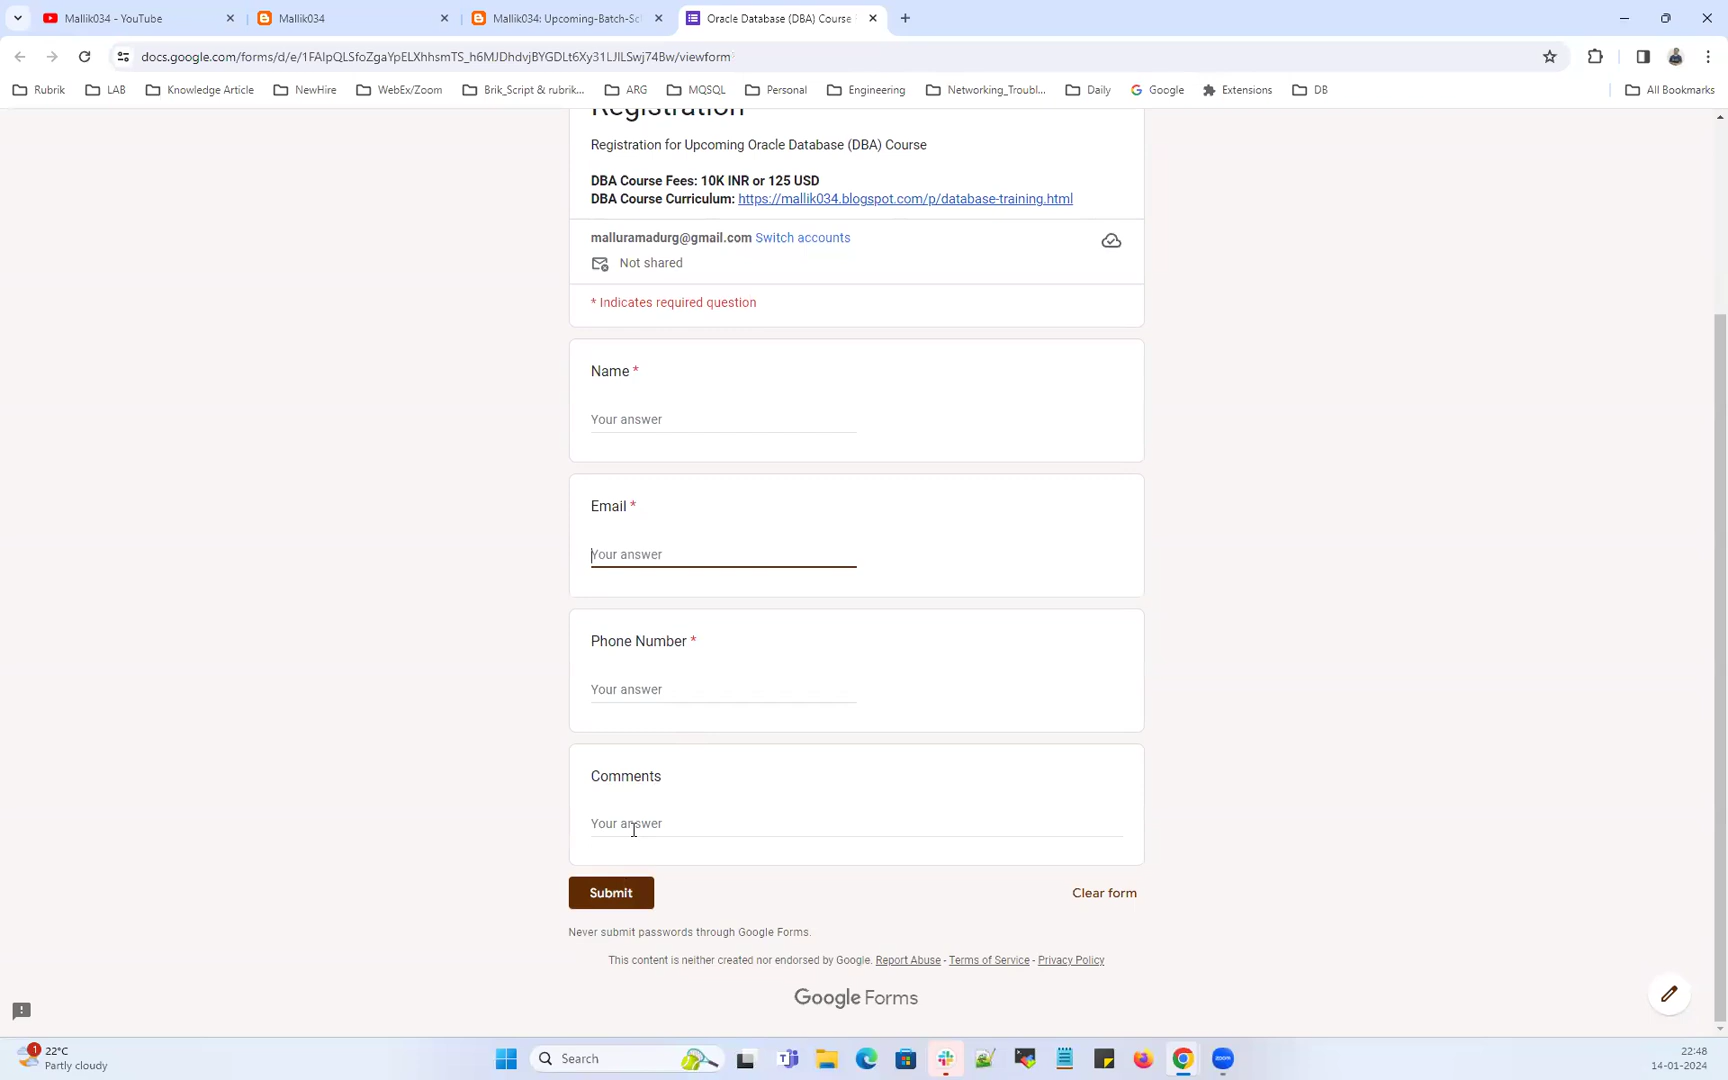 Mallik034 - YouTube
Mallik034
Mallik034: Upcoming-Batch-Sc
Oracle Database (DBA) Course
docs.google.com/forms/d/e/1FAIpQLSfoZgaYpELXhhsmTS_h6MJDhdvjBYGDLt6Xy31LJlLSwj74Bw/viewform
Rubrik
LAB
Knowledge Article
NewHire
WebEx/Zoom
Brik_Script & rubrik...
ARG
MQSQL
Personal
Engineering
Networking_Troubl...
Daily
Google
Extensions
DB
All Bookmarks
Registration
Registration for Upcoming Oracle Database (DBA) Course
DBA Course Fees: 10K INR or 125 USD
DBA Course Curriculum: https://mallik034.blogspot.com/p/database-training.html
malluramadurg@gmail.com Switch accounts
Not shared
* Indicates required question
Name *
Your answer
Email *
Your answer
Phone Number *
Your answer
Comments
Your answer
Submit
Clear form
Never submit passwords through Google Forms.
This content is neither created nor endorsed by Google. Report Abuse - Terms of Service - Privacy Policy
Google Forms
1
22°C
Partly cloudy
Search
zoom
22:48
14-01-2024